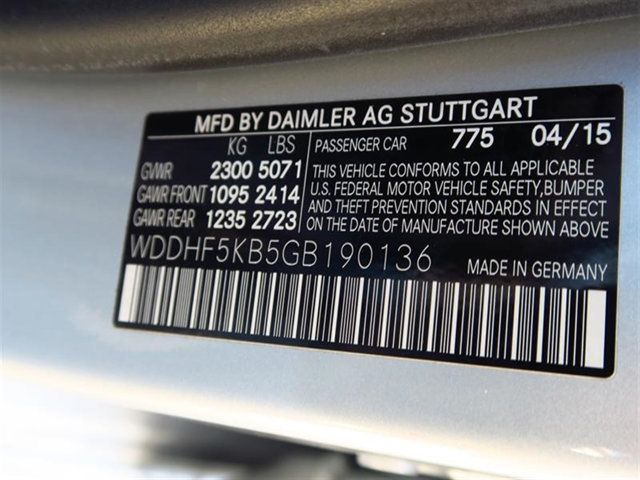 MFD BY DAIMLER AG STUTTGART
KG LBS
GVWR 2300 5071
GAWR FRONT 1095 2414
GAWR REAR 1235 2723
PASSENGER CAR 775 04/15
THIS VEHICLE CONFORMS TO ALL APPLICABLE
U.S. FEDERAL MOTOR VEHICLE SAFETY,BUMPER
AND THEFT PREVENTION STANDARDS IN EFFECT
ON DATE OF MANUFACTURE SHOWN ABOVE
WDDHF5KB5GB190136
MADE IN GERMANY